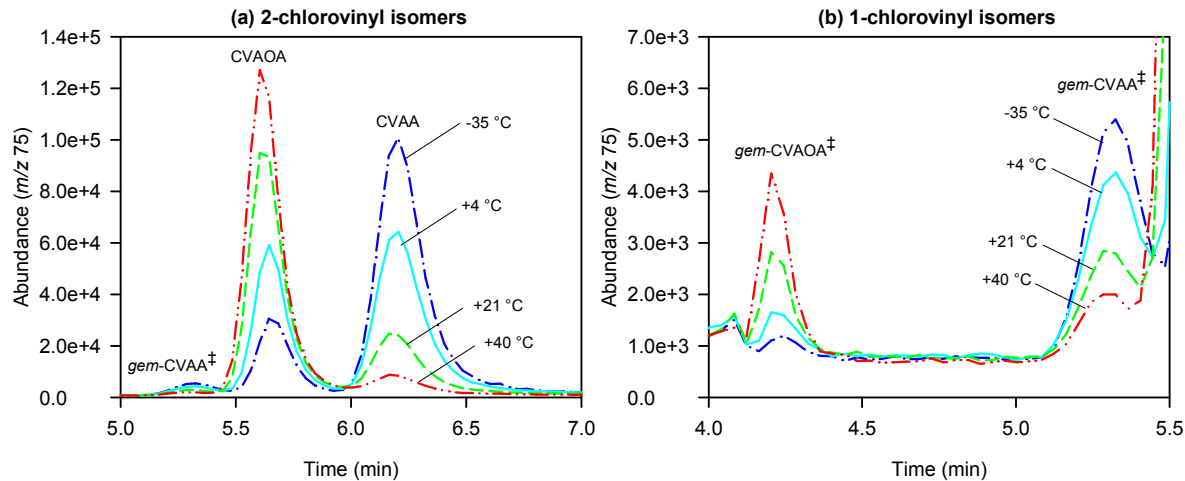 (a) 2-chlorovinyl isomers
1.4e+5
1.2e+5
1.0e+5
8.0e+4
6.0e+4
4.0e+4
2.0e+4
0.0
Abundance (m/z 75)
CVAOA
CVAA
-35 °C
+4 °C
+21 °C
+40 °C
gem-CVAA‡
5.0 5.5 6.0 6.5 7.0
Time (min)
(b) 1-chlorovinyl isomers
7.0e+3
6.0e+3
5.0e+3
4.0e+3
3.0e+3
2.0e+3
1.0e+3
0.0
Abundance (m/z 75)
gem-CVAA‡
-35 °C
gem-CVAOA‡
+4 °C
+21 °C
+40 °C
4.0 4.5 5.0 5.5
Time (min)